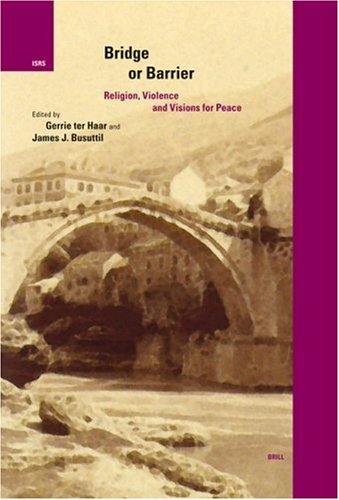 ISRS
Bridge
or Barrier
Religion, Violence
and Visions for Peace
Edited by
Gerrie ter Haar and
James J. Busuttil
BRILL